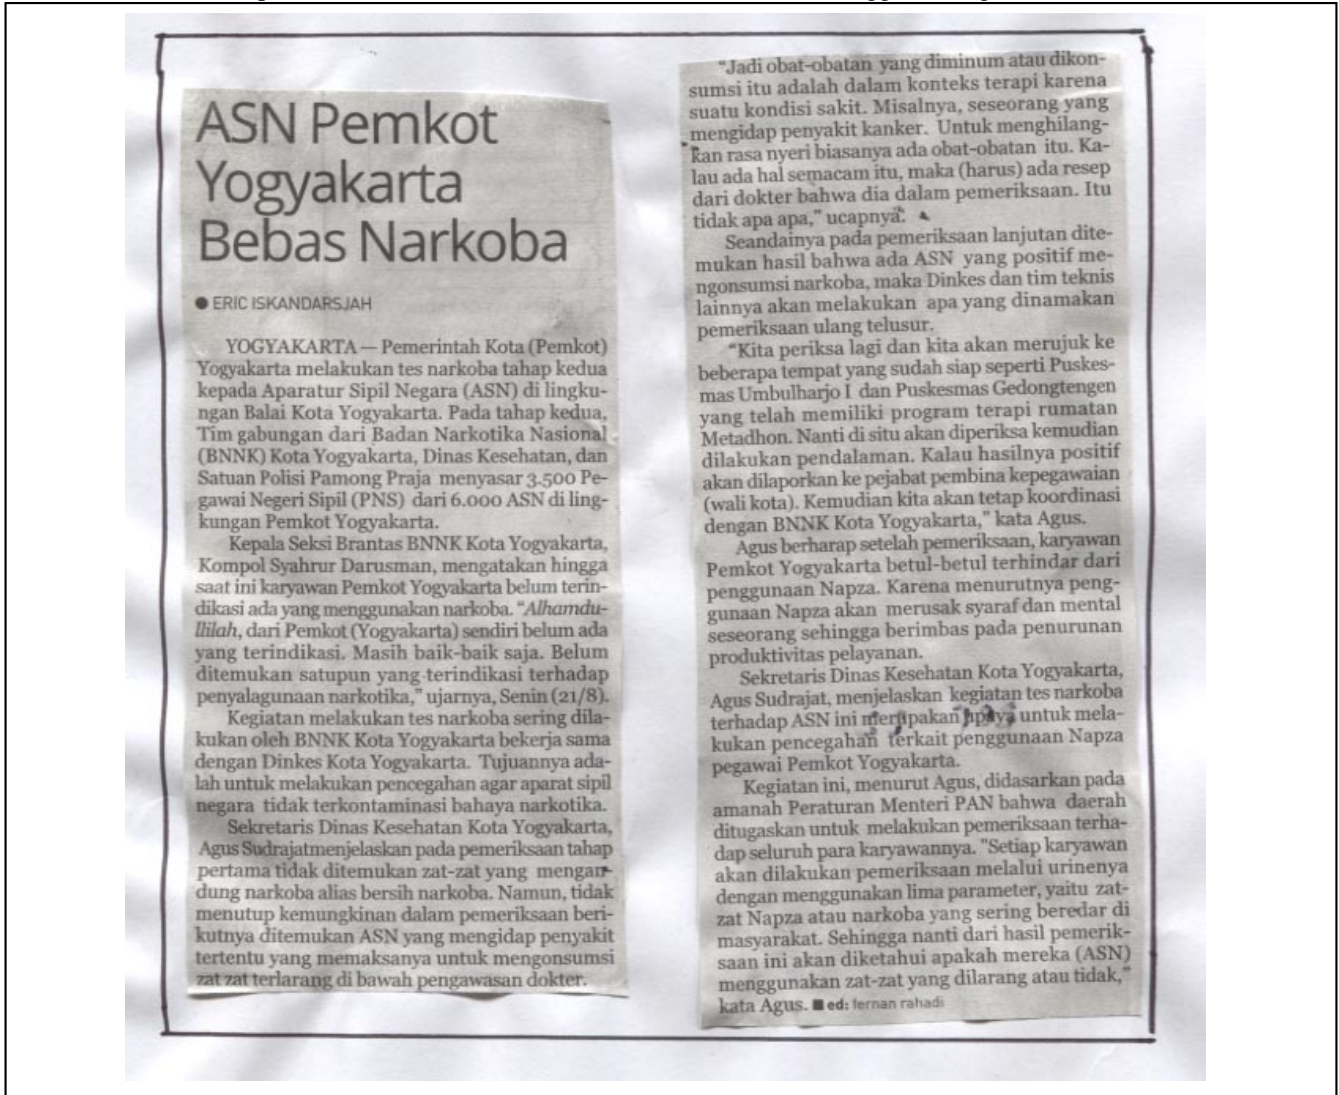 ASN Pemkot
Yogyakarta
Bebas Narkoba
● ERIC ISKANDARSJAH
YOGYAKARTA — Pemerintah Kota (Pemkot)
Yogyakarta melakukan tes narkoba tahap kedua
kepada Aparatur Sipil Negara (ASN) di lingku-
ngan Balai Kota Yogyakarta. Pada tahap kedua,
Tim gabungan dari Badan Narkotika Nasional
(BNNK) Kota Yogyakarta, Dinas Kesehatan, dan
Satuan Polisi Pamong Praja menyasar 3.500 Pe-
gawai Negeri Sipil (PNS) dari 6.000 ASN di ling-
kungan Pemkot Yogyakarta.
Kepala Seksi Brantas BNNK Kota Yogyakarta,
Kompol Syahrur Darusman, mengatakan hingga
saat ini karyawan Pemkot Yogyakarta belum terin-
dikasi ada yang menggunakan narkoba. “Alhamdu-
llilah, dari Pemkot (Yogyakarta) sendiri belum ada
yang terindikasi. Masih baik-baik saja. Belum
ditemukan satupun yang terindikasi terhadap
penyalagunaan narkotika,” ujarnya, Senin (21/8).
Kegiatan melakukan tes narkoba sering dila-
kukan oleh BNNK Kota Yogyakarta bekerja sama
dengan Dinkes Kota Yogyakarta. Tujuannya ada-
lah untuk melakukan pencegahan agar aparat sipil
negara tidak terkontaminasi bahaya narkotika.
Sekretaris Dinas Kesehatan Kota Yogyakarta,
Agus Sudrajatmenjelaskan pada pemeriksaan tahap
pertama tidak ditemukan zat-zat yang mengan-
dung narkoba alias bersih narkoba. Namun, tidak
menutup kemungkinan dalam pemeriksaan beri-
kutnya ditemukan ASN yang mengidap penyakit
tertentu yang memaksanya untuk mengonsumsi
zat zat terlarang di bawah pengawasan dokter.
“Jadi obat-obatan yang diminum atau dikon-
sumsi itu adalah dalam konteks terapi karena
suatu kondisi sakit. Misalnya, seseorang yang
mengidap penyakit kanker. Untuk menghilang-
kan rasa nyeri biasanya ada obat-obatan itu. Ka-
lau ada hal semacam itu, maka (harus) ada resep
dari dokter bahwa dia dalam pemeriksaan. Itu
tidak apa apa,” ucapnya.
Seandainya pada pemeriksaan lanjutan dite-
mukan hasil bahwa ada ASN yang positif me-
ngonsumsi narkoba, maka Dinkes dan tim teknis
lainnya akan melakukan apa yang dinamakan
pemeriksaan ulang telusur.
“Kita periksa lagi dan kita akan merujuk ke
beberapa tempat yang sudah siap seperti Puskes-
mas Umbulharjo I dan Puskesmas Gedongtengen
yang telah memiliki program terapi rumatan
Metadhon. Nanti di situ akan diperiksa kemudian
dilakukan pendalaman. Kalau hasilnya positif
akan dilaporkan ke pejabat pembina kepegawaian
(wali kota). Kemudian kita akan tetap koordinasi
dengan BNNK Kota Yogyakarta,” kata Agus.
Agus berharap setelah pemeriksaan, karyawan
Pemkot Yogyakarta betul-betul terhindar dari
penggunaan Napza. Karena menurutnya peng-
gunaan Napza akan merusak syaraf dan mental
seseorang sehingga berimbas pada penurunan
produktivitas pelayanan.
Sekretaris Dinas Kesehatan Kota Yogyakarta,
Agus Sudrajat, menjelaskan kegiatan tes narkoba
terhadap ASN ini merupakan upaya untuk mela-
kukan pencegahan terkait penggunaan Napza
pegawai Pemkot Yogyakarta.
Kegiatan ini, menurut Agus, didasarkan pada
amanah Peraturan Menteri PAN bahwa daerah
ditugaskan untuk melakukan pemeriksaan terha-
dap seluruh para karyawannya. "Setiap karyawan
akan dilakukan pemeriksaan melalui urinenya
dengan menggunakan lima parameter, yaitu zat-
zat Napza atau narkoba yang sering beredar di
masyarakat. Sehingga nanti dari hasil pemerik-
saan ini akan diketahui apakah mereka (ASN)
menggunakan zat-zat yang dilarang atau tidak,”
kata Agus. ■ ed: fernan rahadi